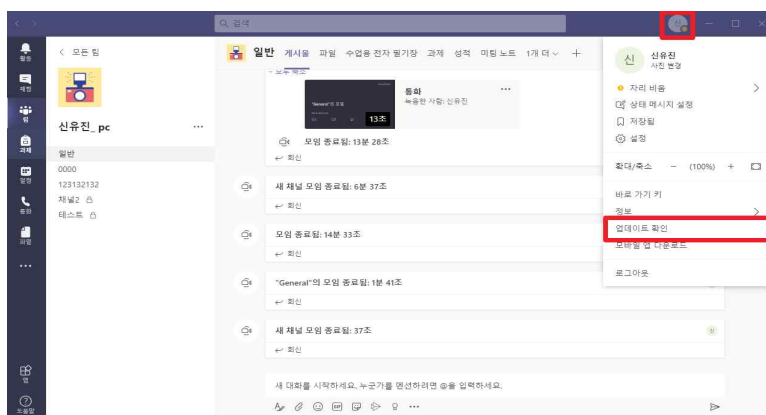 검색
활동
채팅
팀
과제
일정
통화
파일
앱
도움말
모든 팀
신유진_ pc
일반
0000
123132132
채널2
테스트
일반 게시물 파일 수업용 전자 필기장 과제 성적 미팅 노트 1개 더
모두 축소
통화
녹음한 사람: 신유진
13초
모임 종료됨: 13분 28초
회신
새 채널 모임 종료됨: 6분 37초
회신
모임 종료됨: 14분 33초
회신
"General"의 모임 종료됨: 1분 41초
회신
새 채널 모임 종료됨: 37초
회신
새 대화를 시작하세요. 누군가를 멘션하려면 @을 입력하세요.
신 신유진
사진 변경
자리 비움
상태 메시지 설정
저장됨
설정
확대/축소 − (100%) +
바로 가기 키
정보
업데이트 확인
모바일 앱 다운로드
로그아웃